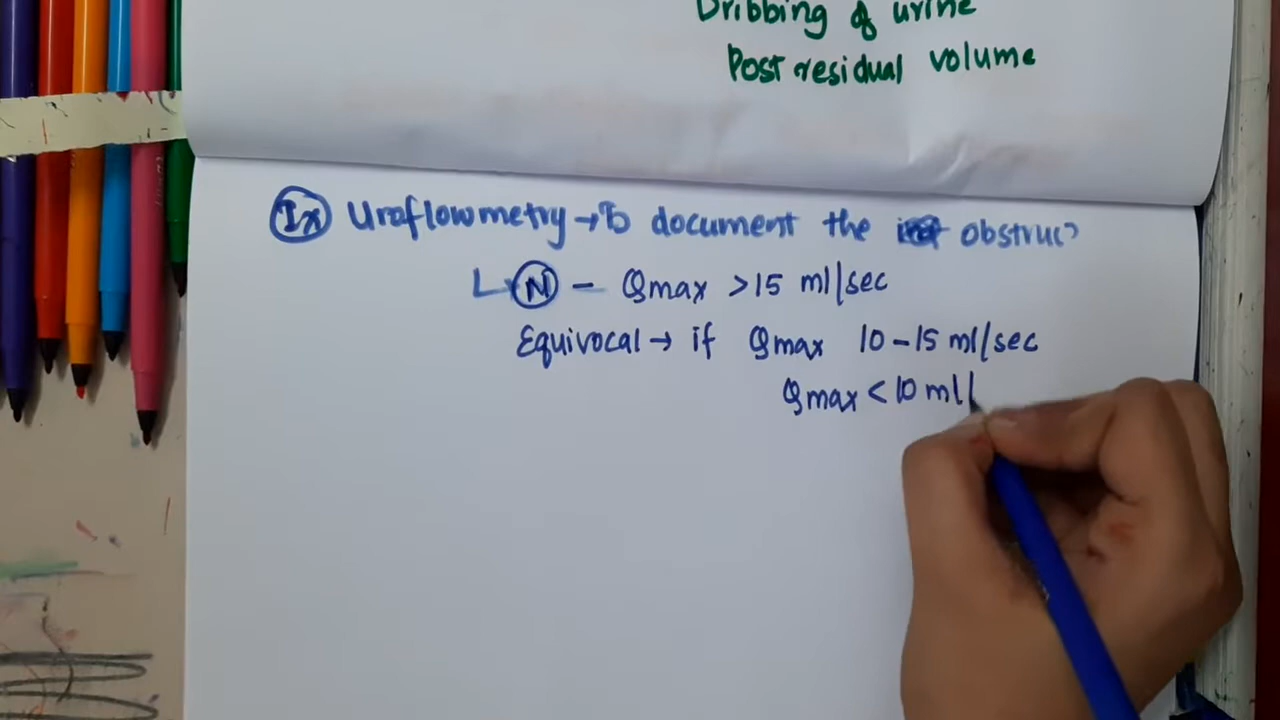 Dribbing of urine
Post residual volume
Ix Uroflowmetry → To document the obstruc
N - Qmax >15 ml/sec
Equivocal → if Qmax 10-15 ml/sec
Qmax < 10 ml/